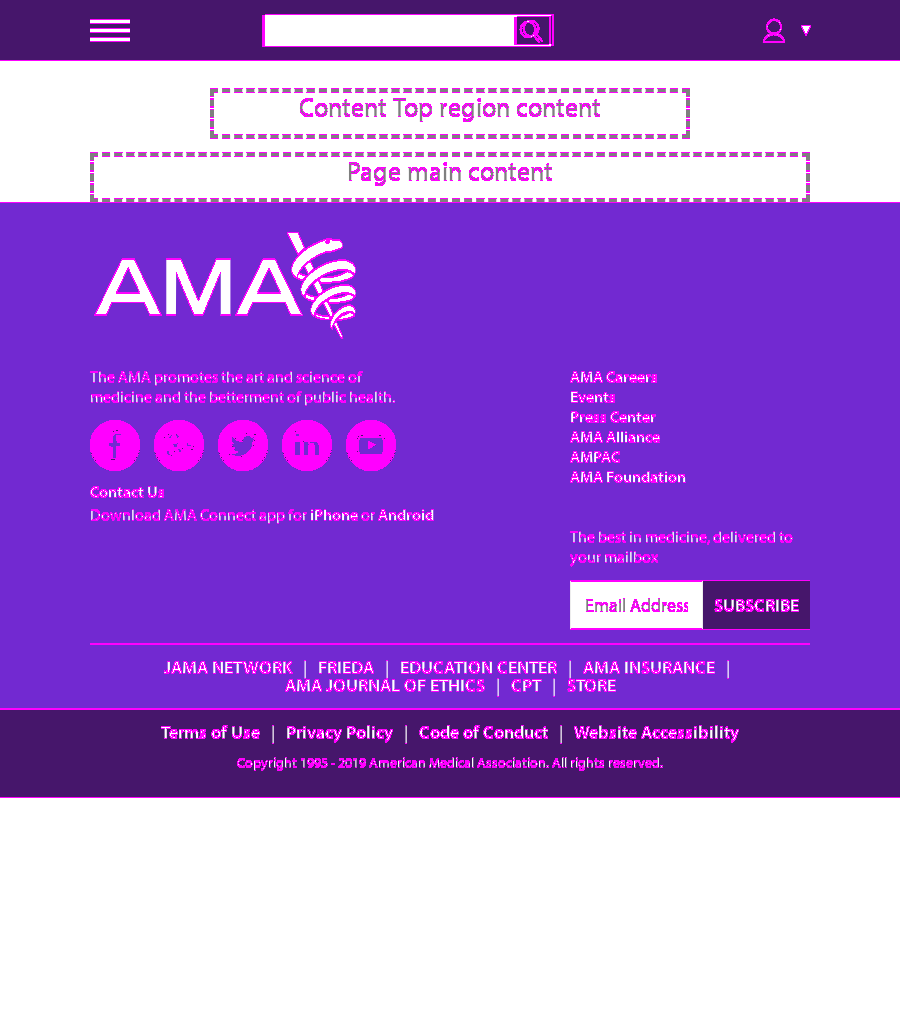 Content Top region content
Page main content
AMA
The AMA promotes the art and science of
medicine and the betterment of public health.
Contact Us
Download AMA Connect app for iPhone or Android
AMA Careers
Events
Press Center
AMA Alliance
AMPAC
AMA Foundation
The best in medicine, delivered to
your mailbox
Email Address SUBSCRIBE
JAMA NETWORK | FRIEDA | EDUCATION CENTER | AMA INSURANCE |
AMA JOURNAL OF ETHICS | CPT | STORE
Terms of Use | Privacy Policy | Code of Conduct | Website Accessibility
Copyright 1995 - 2019 American Medical Association. All rights reserved.